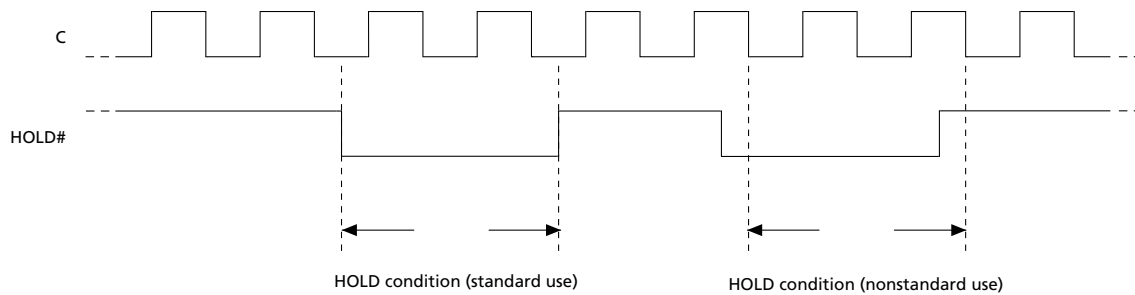 C
HOLD#
HOLD condition (standard use)
HOLD condition (nonstandard use)